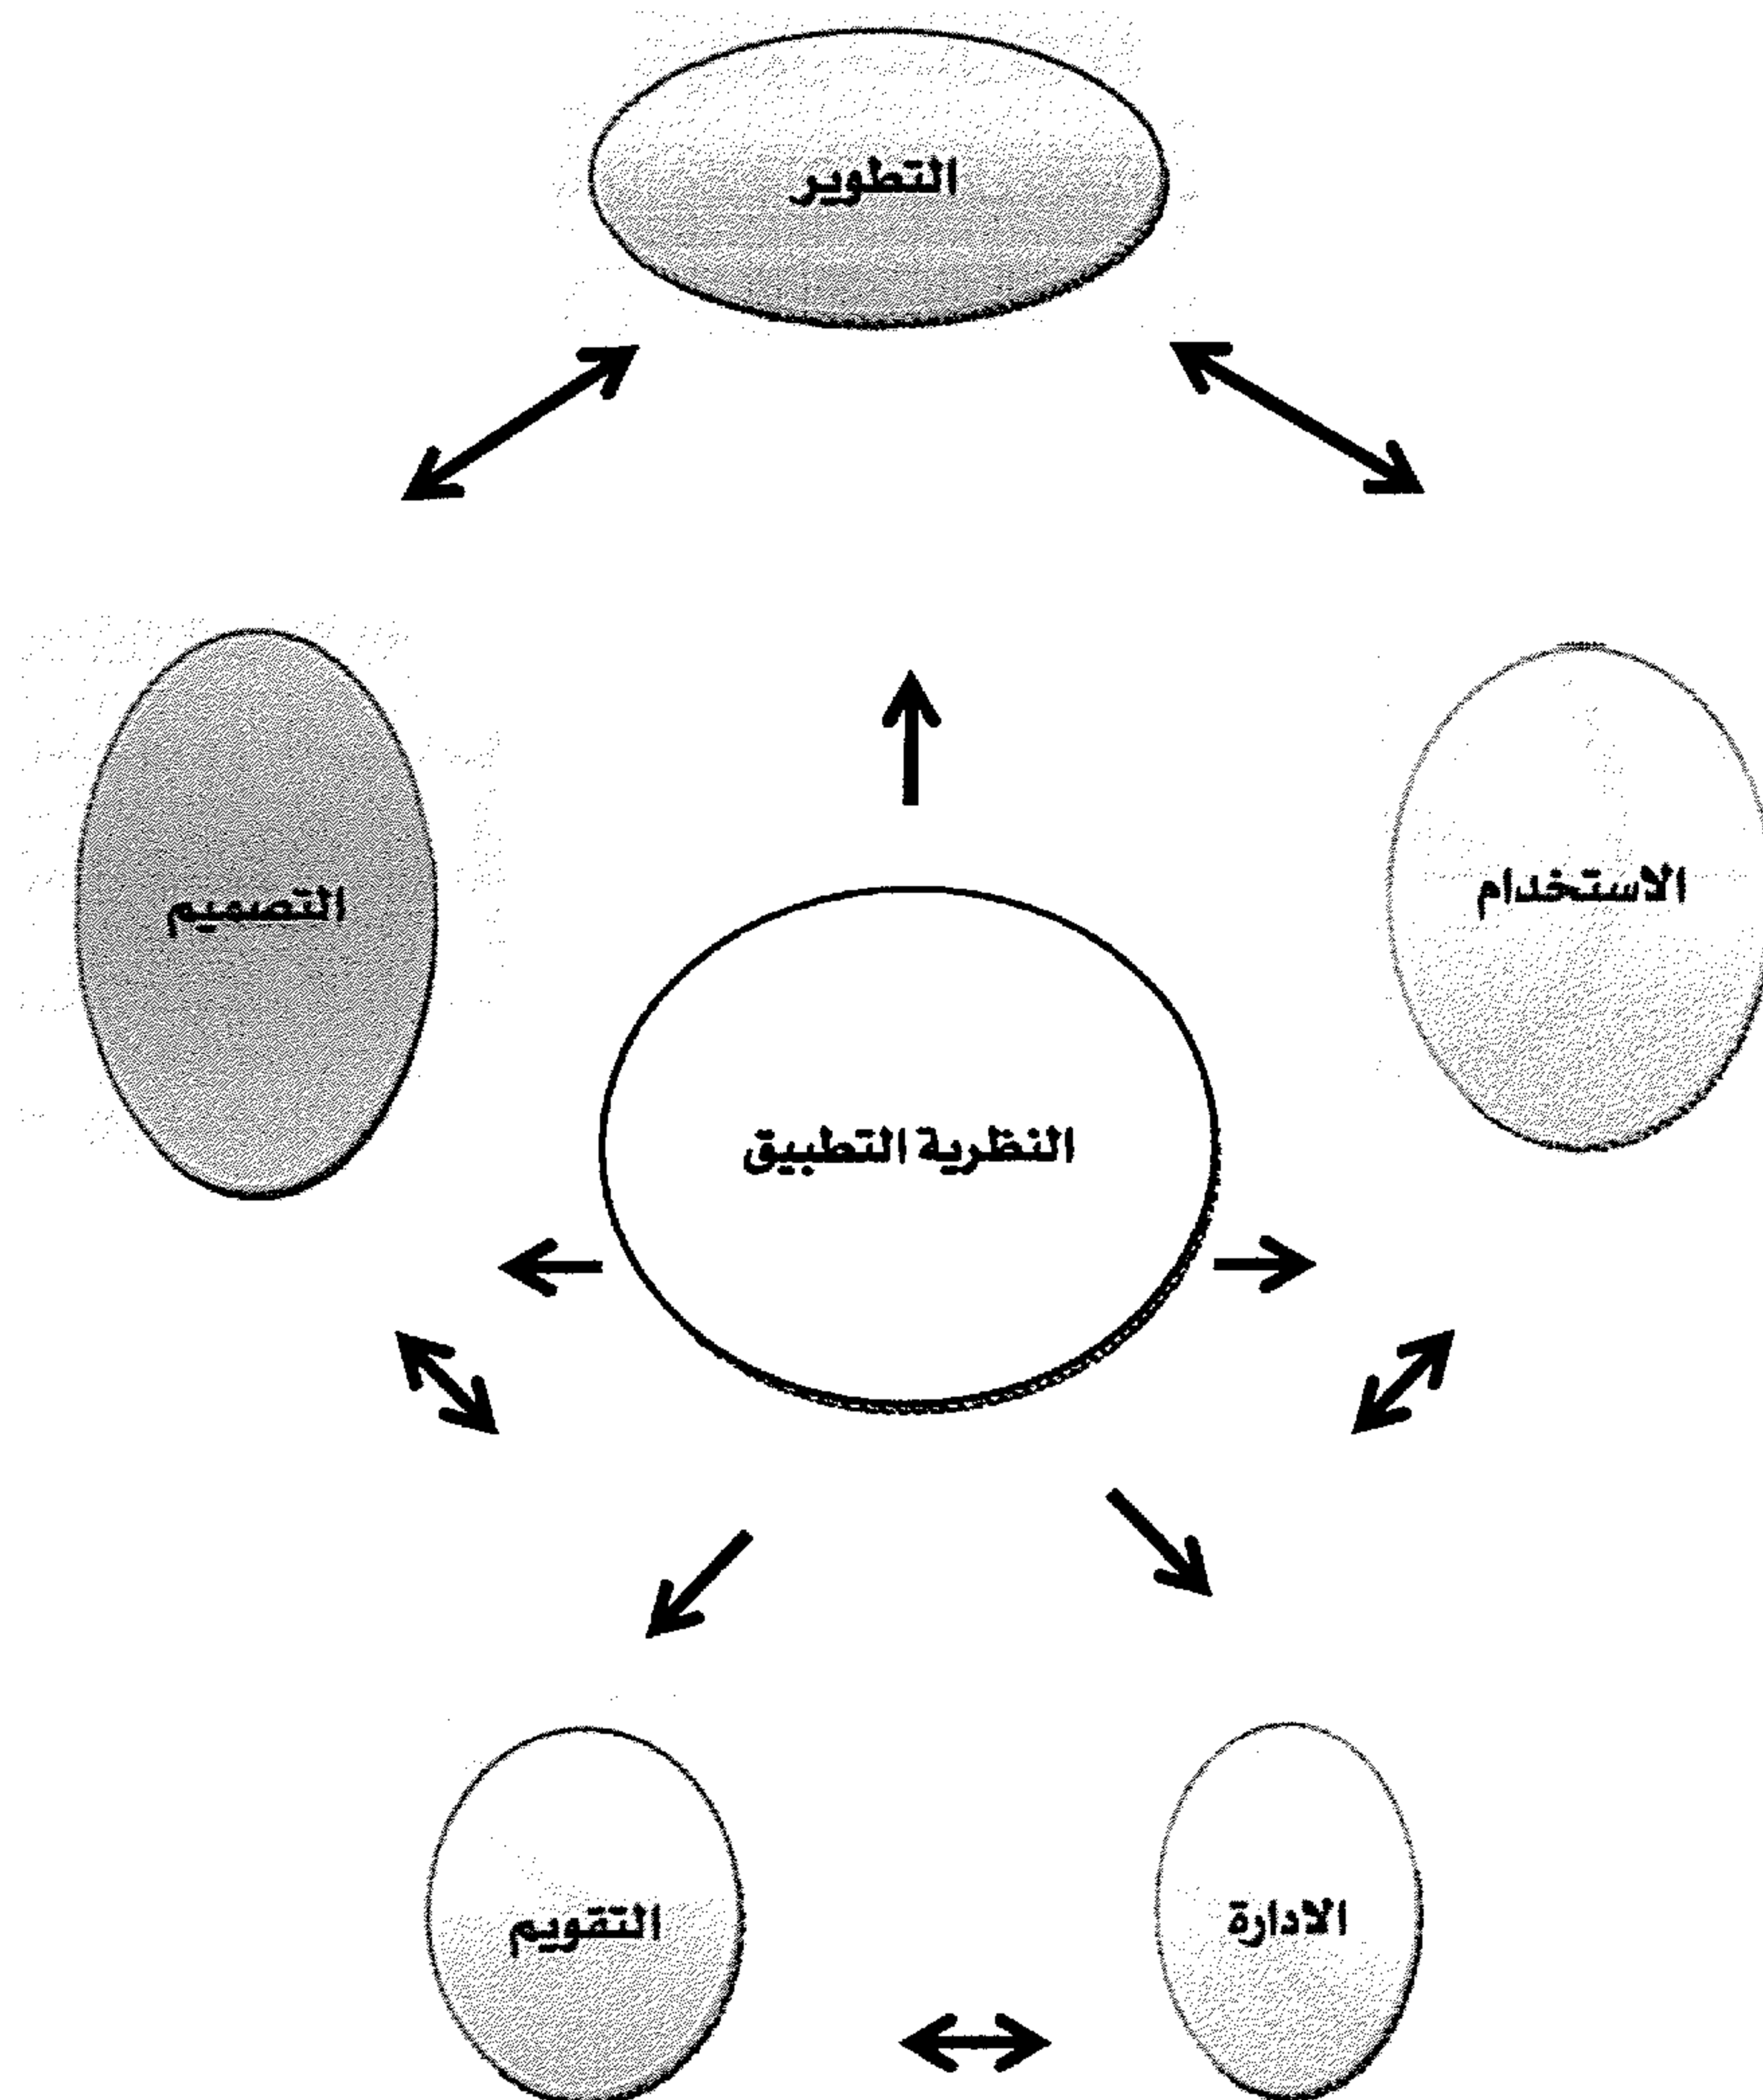 التطوير
الاستخدام
التصميم
النظرية التطبيق
الادارة
التقويم